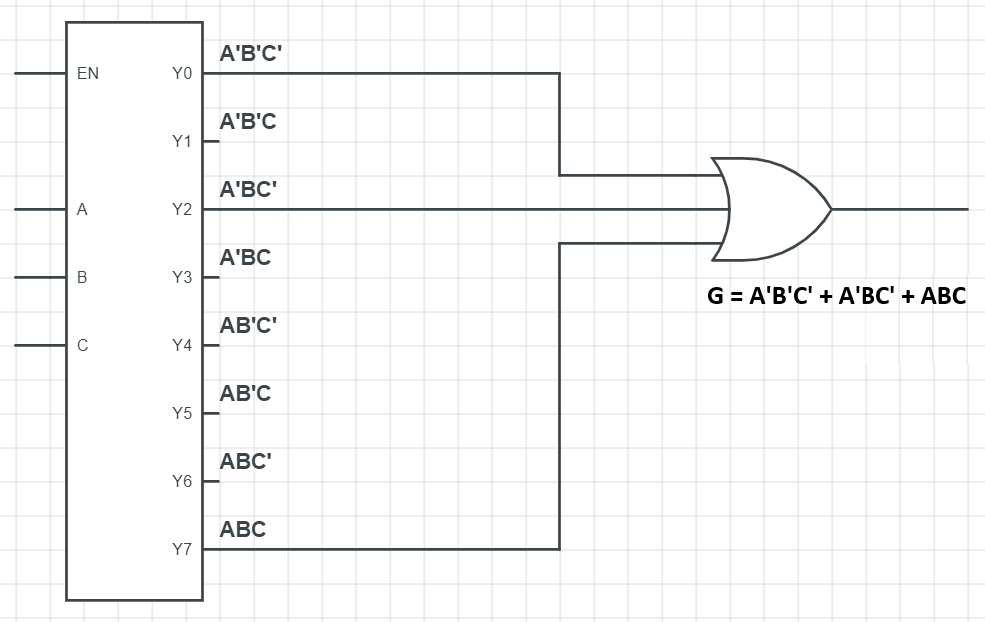 A'B'C'
EN Y0
A'B'C
Y1
A'BC'
A Y2
A'BC
B Y3
AB'C'
C Y4
AB'C
Y5
ABC'
Y6
ABC
Y7
G = A'B'C' + A'BC' + ABC